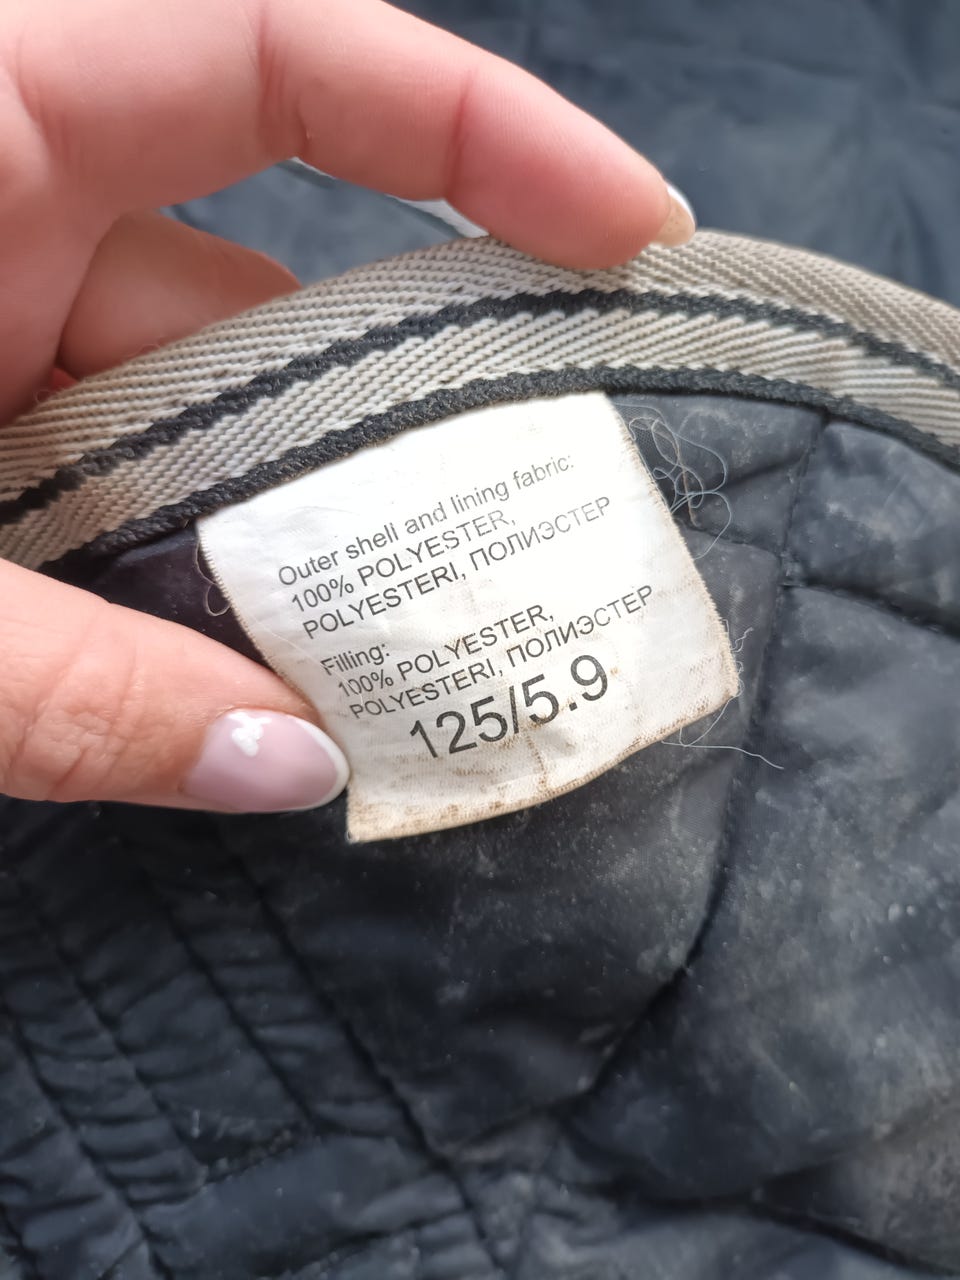 Outer shell and lining fabric:
100% POLYESTER,
POLYESTERI, ПОЛИЭСТЕР
Filling:
100% POLYESTER,
POLYESTERI, ПОЛИЭСТЕР
125/5.9